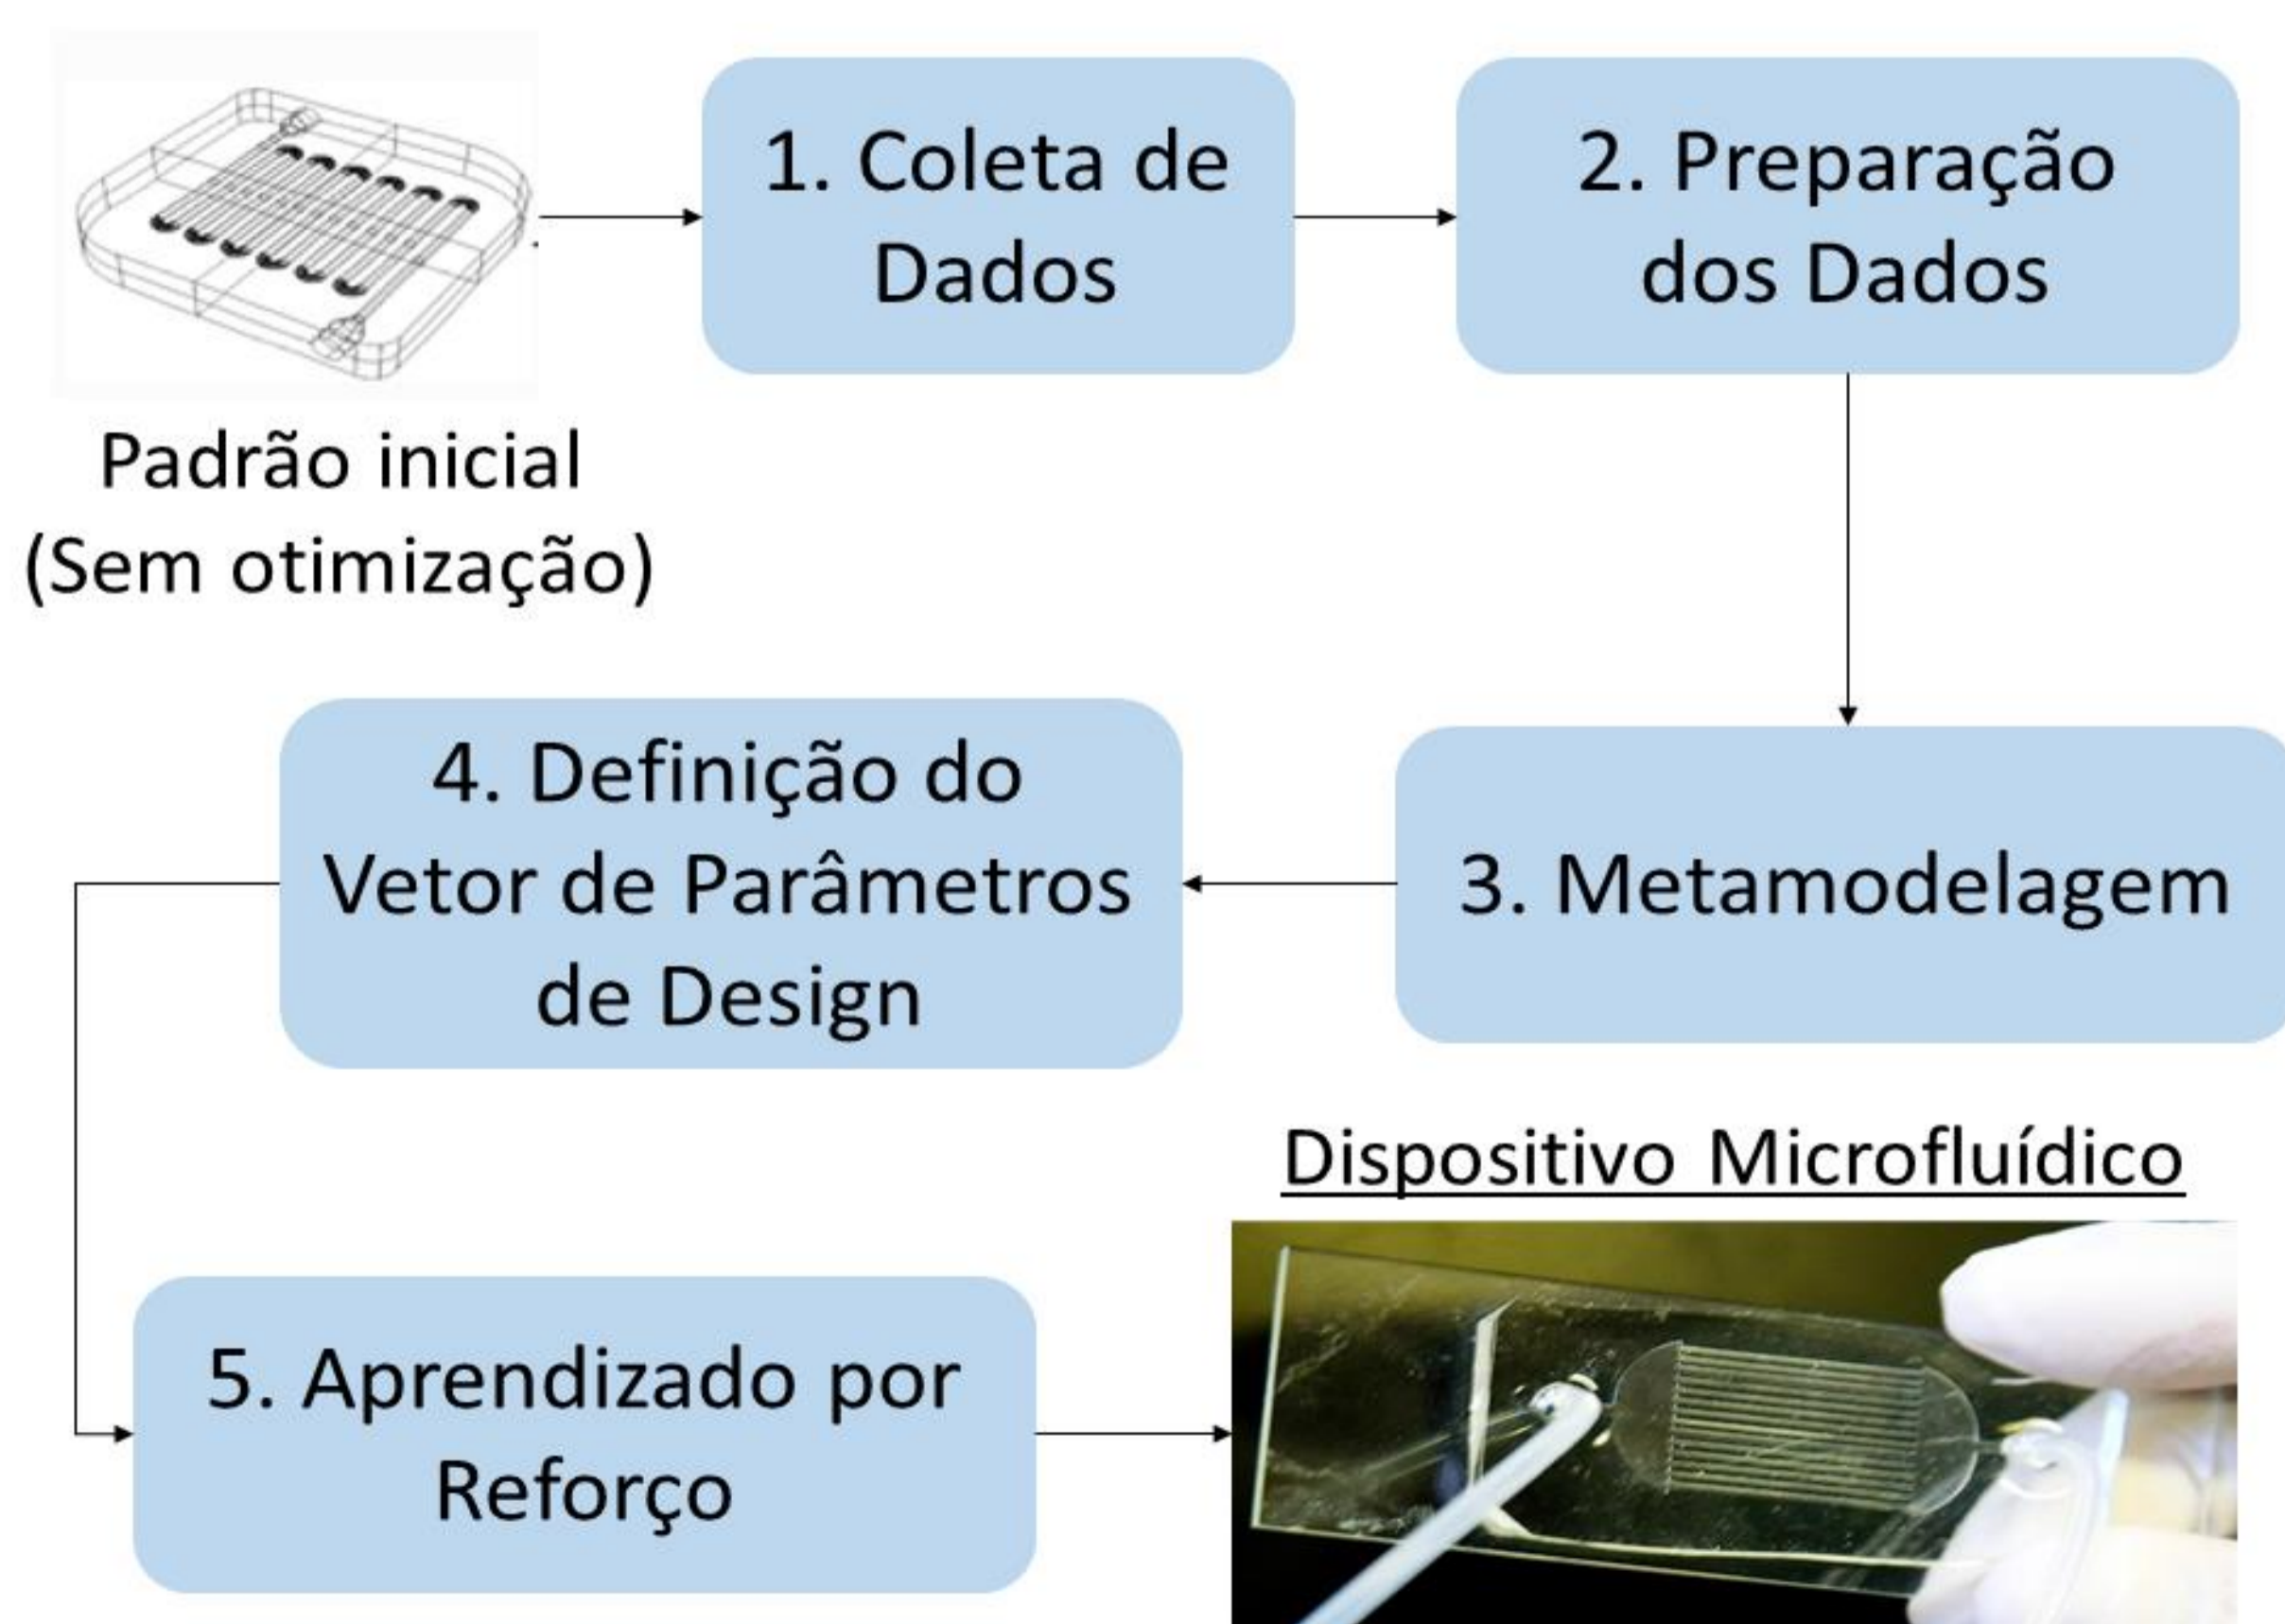 Padrão inicial
(Sem otimização)
1. Coleta de
Dados
2. Preparação
dos Dados
3. Metamodelagem
4. Definição do
Vetor de Parâmetros
de Design
5. Aprendizado por
Reforço
Dispositivo Microfluídico